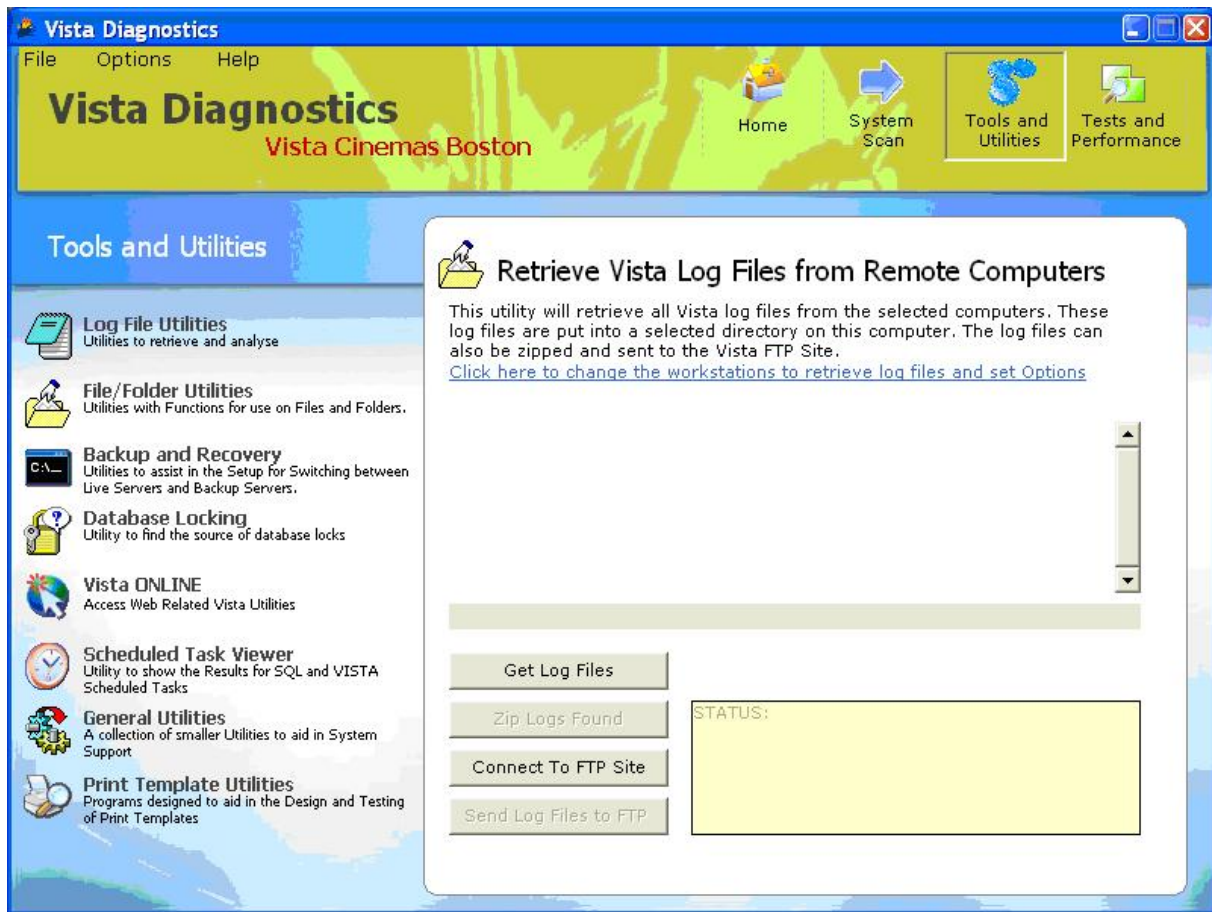 Vista Diagnostics
File Options Help
Vista Diagnostics
Vista Cinemas Boston
Home
System
Scan
Tools and
Utilities
Tests and
Performance
Tools and Utilities
Log File Utilities
Utilities to retrieve and analyse
File/Folder Utilities
Utilities with Functions for use on Files and Folders.
Backup and Recovery
Utilities to assist in the Setup for Switching between
Live Servers and Backup Servers.
Database Locking
Utility to find the source of database locks
Vista ONLINE
Access Web Related Vista Utilities
Scheduled Task Viewer
Utility to show the Results for SQL and VISTA
Scheduled Tasks
General Utilities
A collection of smaller Utilities to aid in System
Support
Print Template Utilities
Programs designed to aid in the Design and Testing
of Print Templates
C:\_
Retrieve Vista Log Files from Remote Computers
This utility will retrieve all Vista log files from the selected computers. These
log files are put into a selected directory on this computer. The log files can
also be zipped and sent to the Vista FTP Site.
Click here to change the workstations to retrieve log files and set Options
Get Log Files
Zip Logs Found
Connect To FTP Site
Send Log Files to FTP
STATUS: